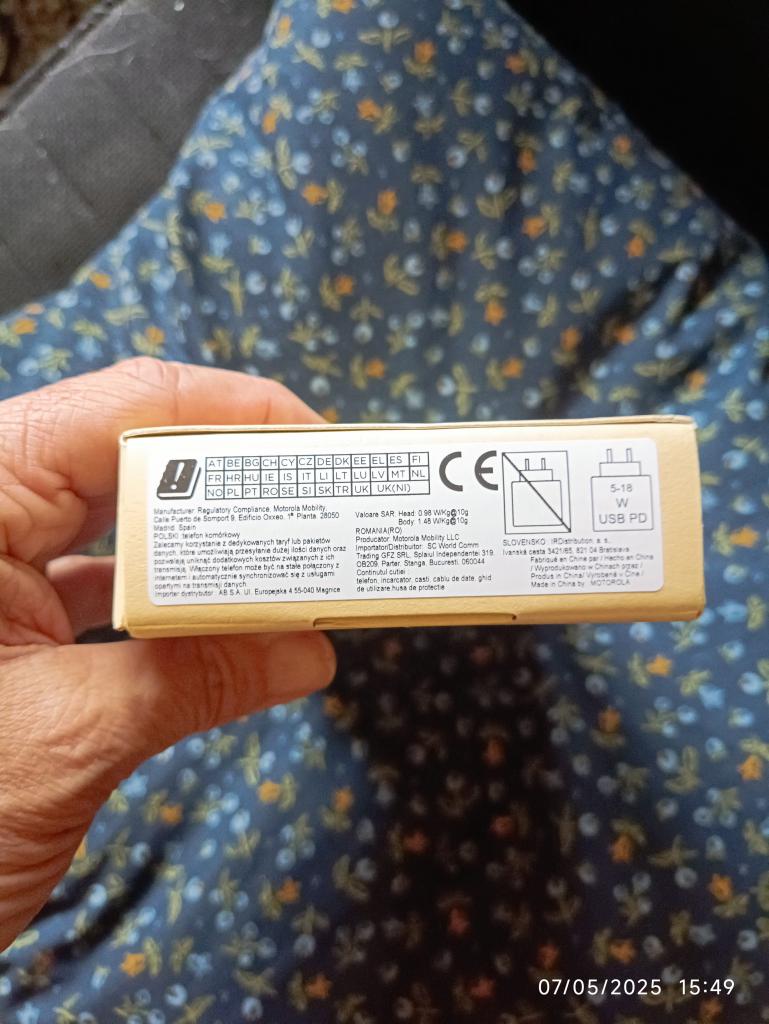 AT BE BG CH CY CZ DE DK EE EL ES FI
FR HR HU IE IS IT LI LT LU LV MT NL
NO PL PT RO SE SI SK TR UK UK(NI)
CE
5-18
W
USB PD
Manufacturer: Regulatory Compliance, Motorola Mobility,
Calle Puerto de Somport 9, Edificio Oxxeo, 1ª Planta, 28050
Madrid, Spain
POLSKI telefon komórkowy
Zalecamy korzystanie z dedykowanych taryf lub pakietów
danych, które umożliwiają przesyłanie dużej ilości danych oraz
pozwalają uniknąć dodatkowych kosztów związanych z ich
transmisją. Włączony telefon może być na stałe połączony z
internetem i automatycznie synchronizować się z usługami
opartymi na transmisji danych.
Importer dystrybutor : AB S.A. Ul. Europejska 4 55-040 Magnice
Valoare SAR: Head: 0.98 W/Kg@10g
Body: 1.48 W/Kg@10g
ROMANIA(RO)
Producator: Motorola Mobility LLC
Importator/Distribuitor: SC World Comm
Trading GFZ SRL, Splaiul Independentei 319,
OB209, Parter, Stanga, Bucuresti, 060044
Continutul cutiei :
telefon, incarcator, casti, cablu de date, ghid
de utilizare,husa de protectie
SLOVENSKO : IRDistribution, a. s.,
Ivanská cesta 3421/65, 821 04 Bratislava
Fabriqué en Chine par / Hecho en China
/ Wyprodukowano w Chinach przez /
Produs in China/ Vyrobené v Číne /
Made in China by : MOTOROLA
07/05/2025 15:49